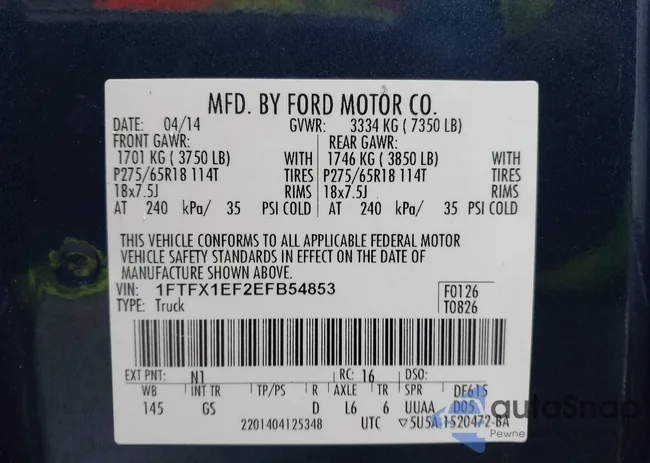 MFD. BY FORD MOTOR CO.
DATE: 04/14 GVWR: 3334 KG ( 7350 LB)
FRONT GAWR: REAR GAWR:
1701 KG ( 3750 LB) WITH 1746 KG ( 3850 LB) WITH
P275/65R18 114T TIRES P275/65R18 114T TIRES
18x7.5J RIMS 18x7.5J RIMS
AT 240 kPa/ 35 PSI COLD AT 240 kPa/ 35 PSI COLD
THIS VEHICLE CONFORMS TO ALL APPLICABLE FEDERAL MOTOR
VEHICLE SAFETY STANDARDS IN EFFECT ON THE DATE OF
MANUFACTURE SHOWN ABOVE.
VIN: 1FTFX1EF2EFB54853 F0126
TYPE: Truck T0826
EXT PNT: N1 RC: 16 DSO:
WB INT TR TP/PS R AXLE TR SPR DF615
145 GS D L6 6 UUAA D05
2201404125348 UTC ▽5U5A-1520472-BA
autoSnap